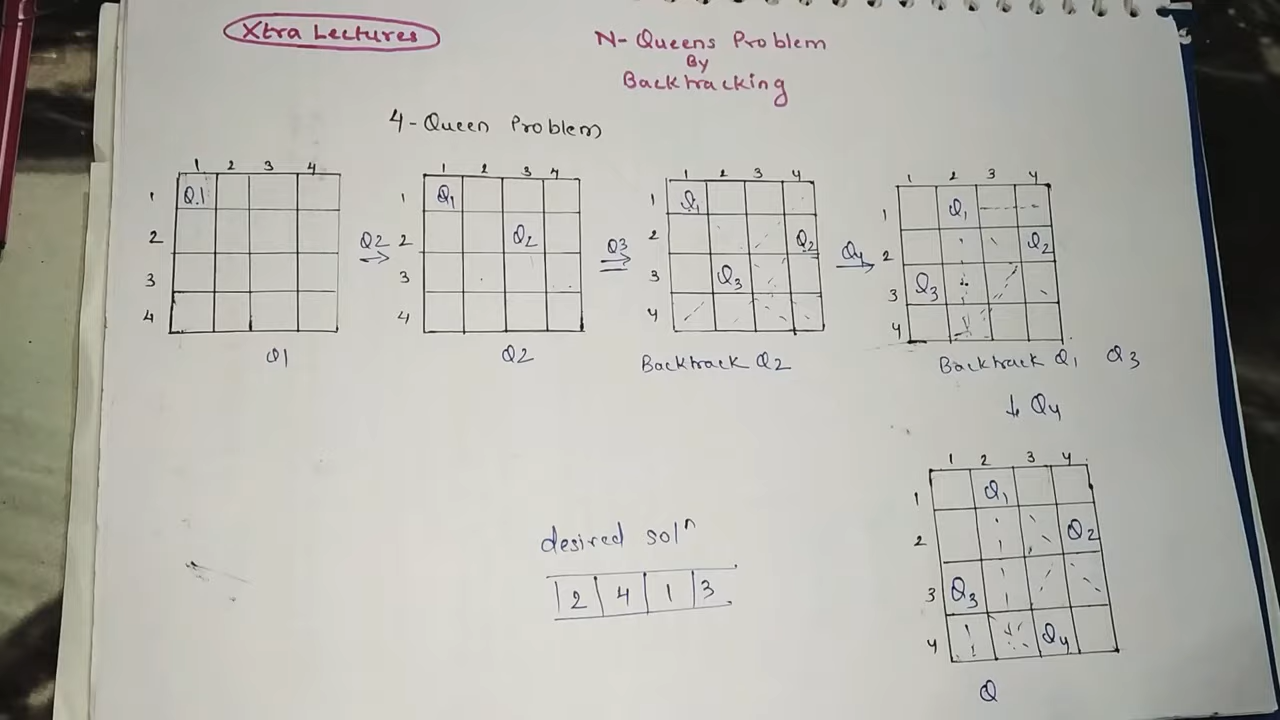 Xtra Lectures
N-Queens Problem
By
Backtracking
4-Queen Problem
1 2 3 4
1 Q1
2
3
4
Q1
Q2
1 2 3 4
1 Q1
2 Q2
3
4
Q2
Q3
1 2 3 4
1 Q1
2 Q2
3 Q3
4
Backtrack Q2
Q4
1 2 3 4
1 Q1
2 Q2
3 Q3
4
Backtrack Q1 Q3
↓ Q4
1 2 3 4
1 Q1
2 Q2
3 Q3
4 Q4
Q
desired solⁿ
2 4 1 3